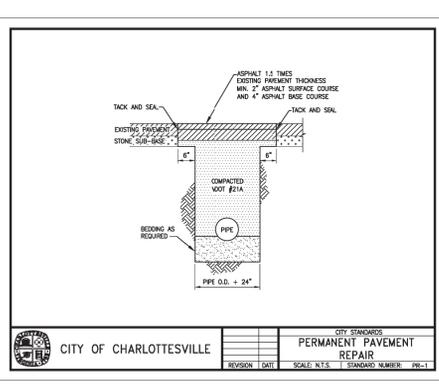 ASPHALT 1.5 TIMES
EXISTING PAVEMENT THICKNESS
MIN. 2" ASPHALT SURFACE COURSE
AND 4" ASPHALT BASE COURSE
TACK AND SEAL
TACK AND SEAL
EXISTING PAVEMENT
STONE SUB-BASE
6"
6"
COMPACTED
VDOT #21A
PIPE
BEDDING AS
REQUIRED
PIPE O.D. + 24"
CITY OF CHARLOTTESVILLE
REVISION
DATE
CITY STANDARDS
PERMANENT PAVEMENT
REPAIR
SCALE: N.T.S.
STANDARD NUMBER: PR-1